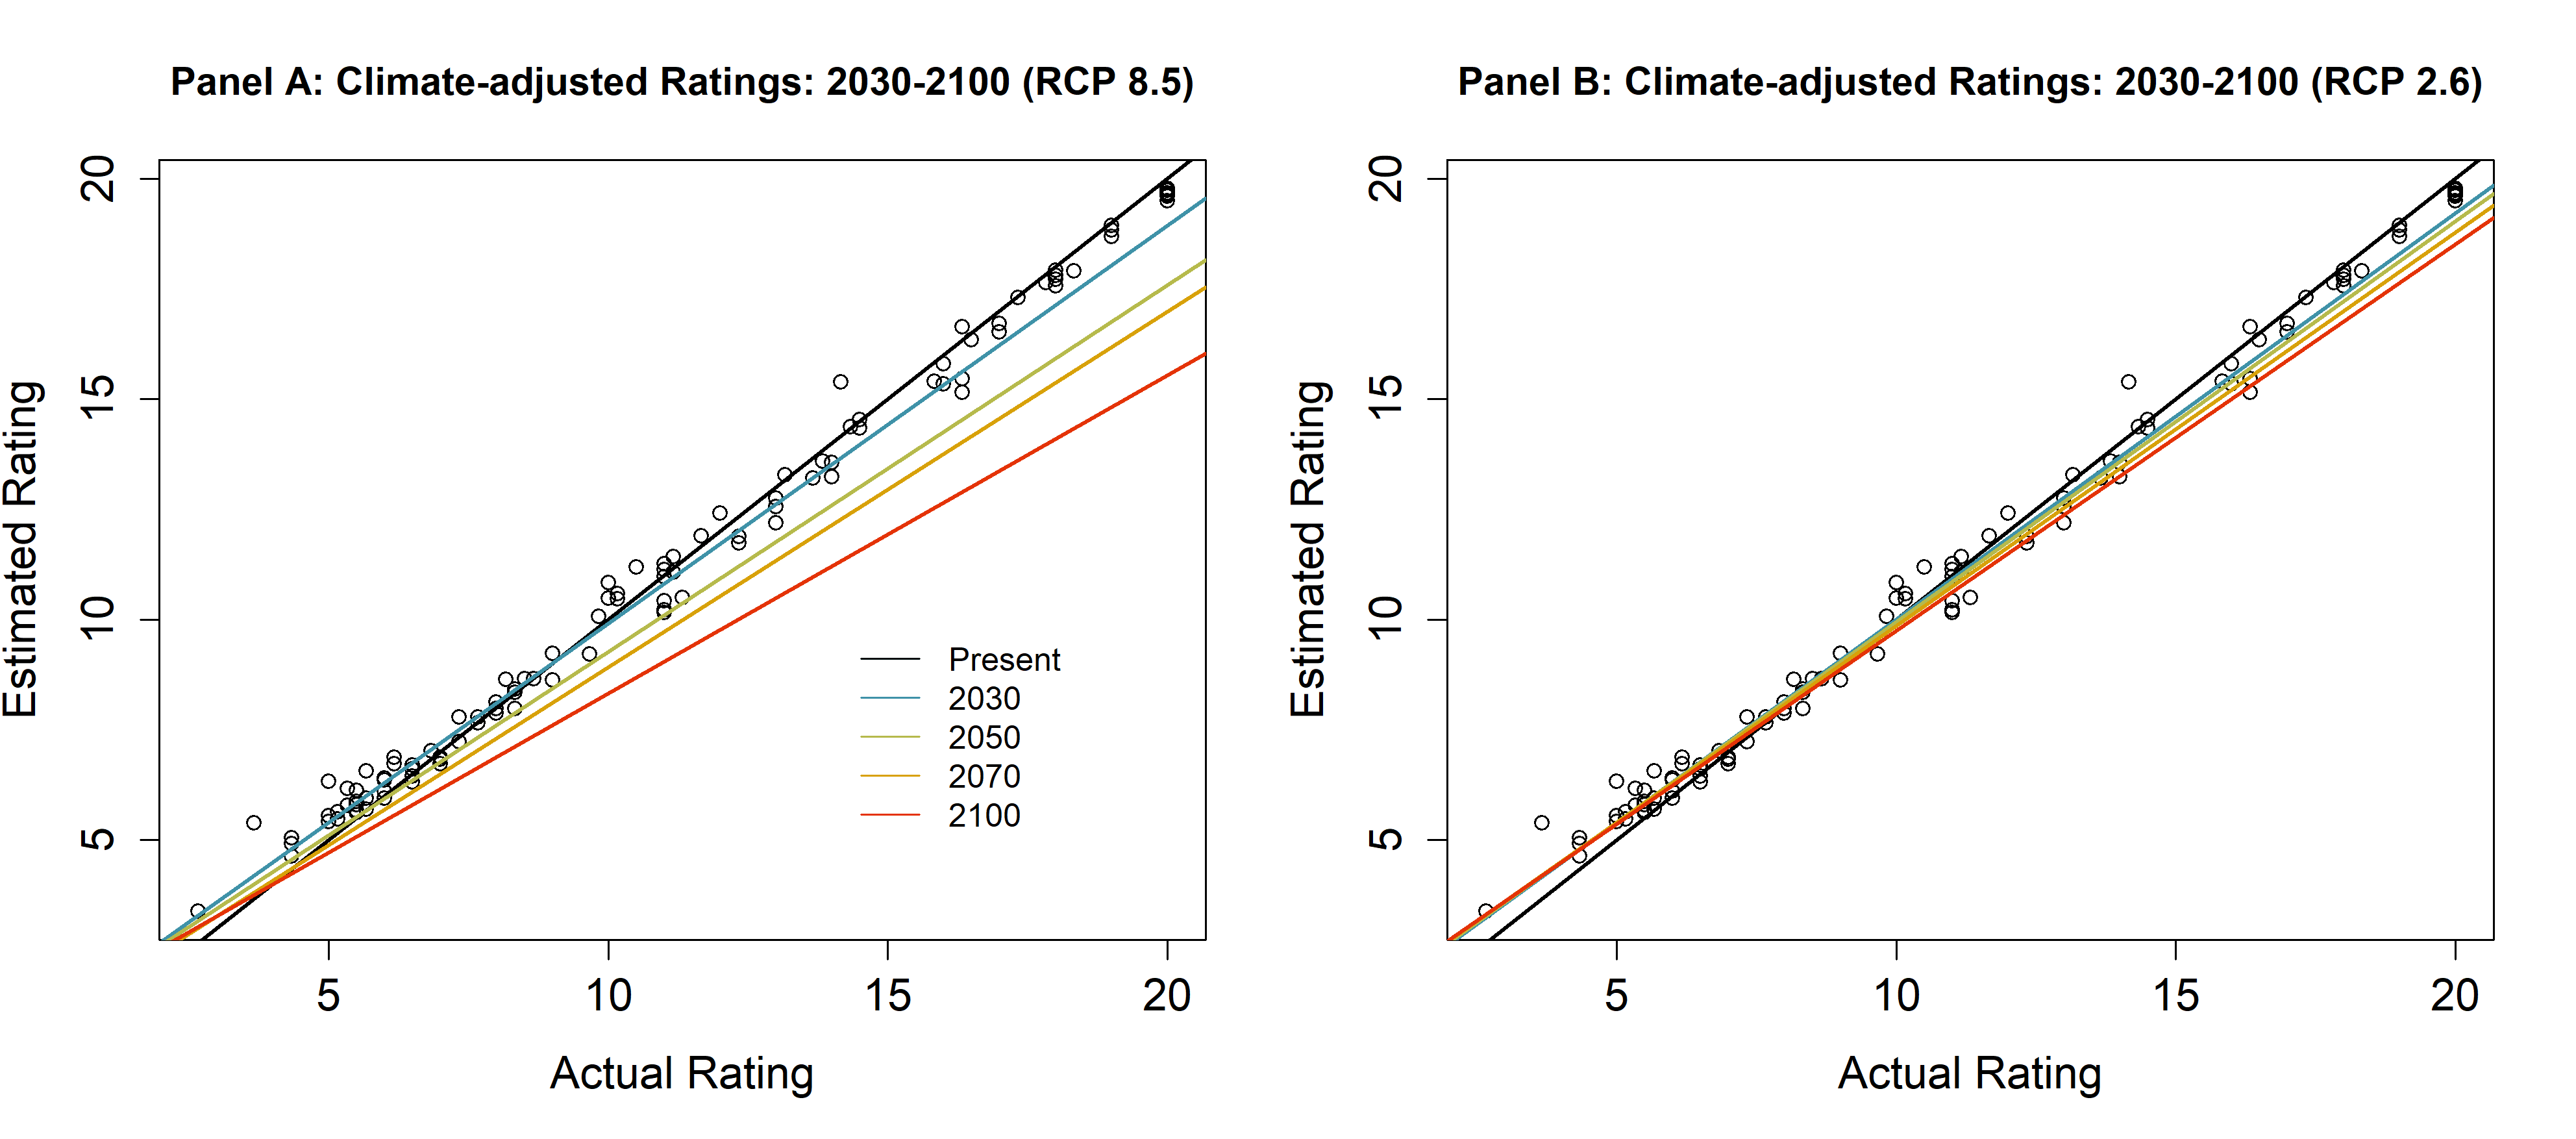 Panel A: Climate-adjusted Ratings: 2030-2100 (RCP 8.5)
Estimated Rating
20
15
10
5
Present
2030
2050
2070
2100
5 10 15 20
Actual Rating
Panel B: Climate-adjusted Ratings: 2030-2100 (RCP 2.6)
Estimated Rating
20
15
10
5
5 10 15 20
Actual Rating